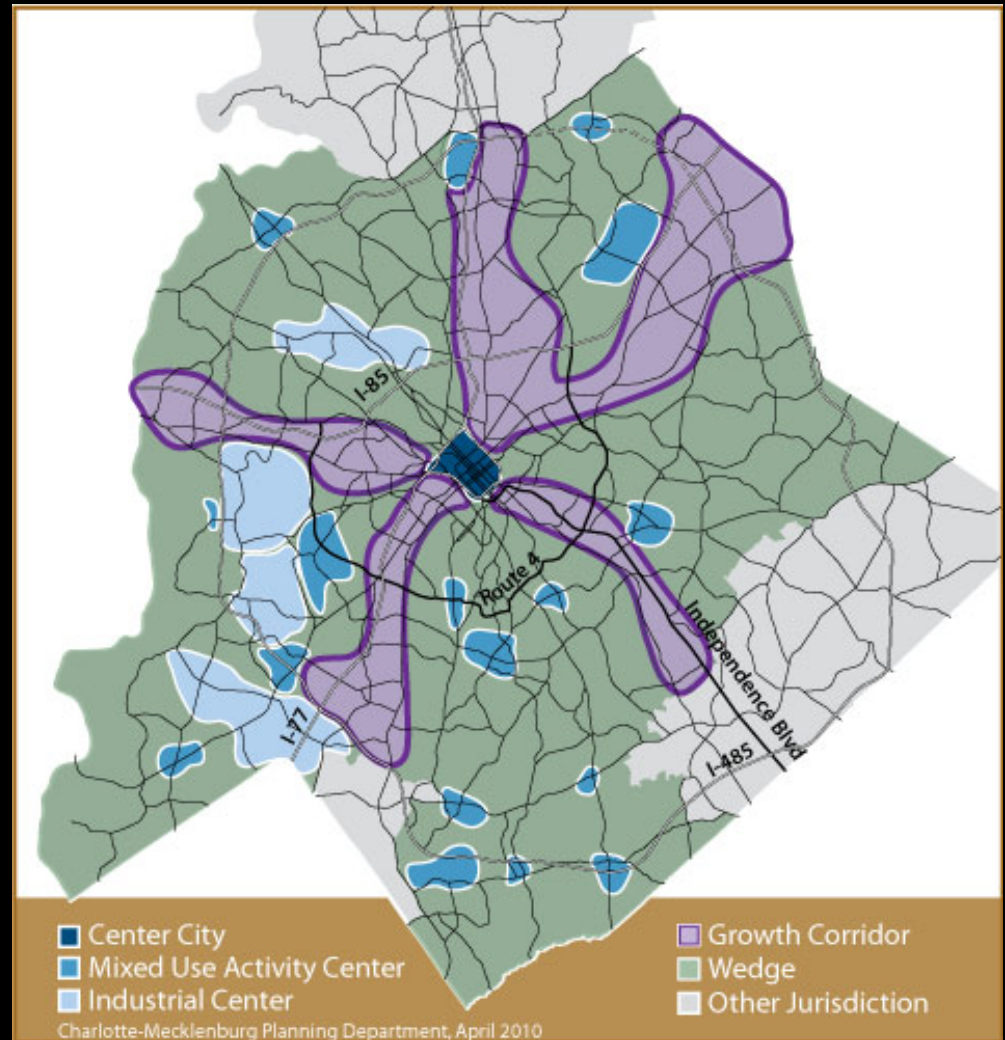 I-85
Route 4
Independence Blvd
I-77
I-485
Center City
Mixed Use Activity Center
Industrial Center
Growth Corridor
Wedge
Other Jurisdiction
Charlotte-Mecklenburg Planning Department, April 2010